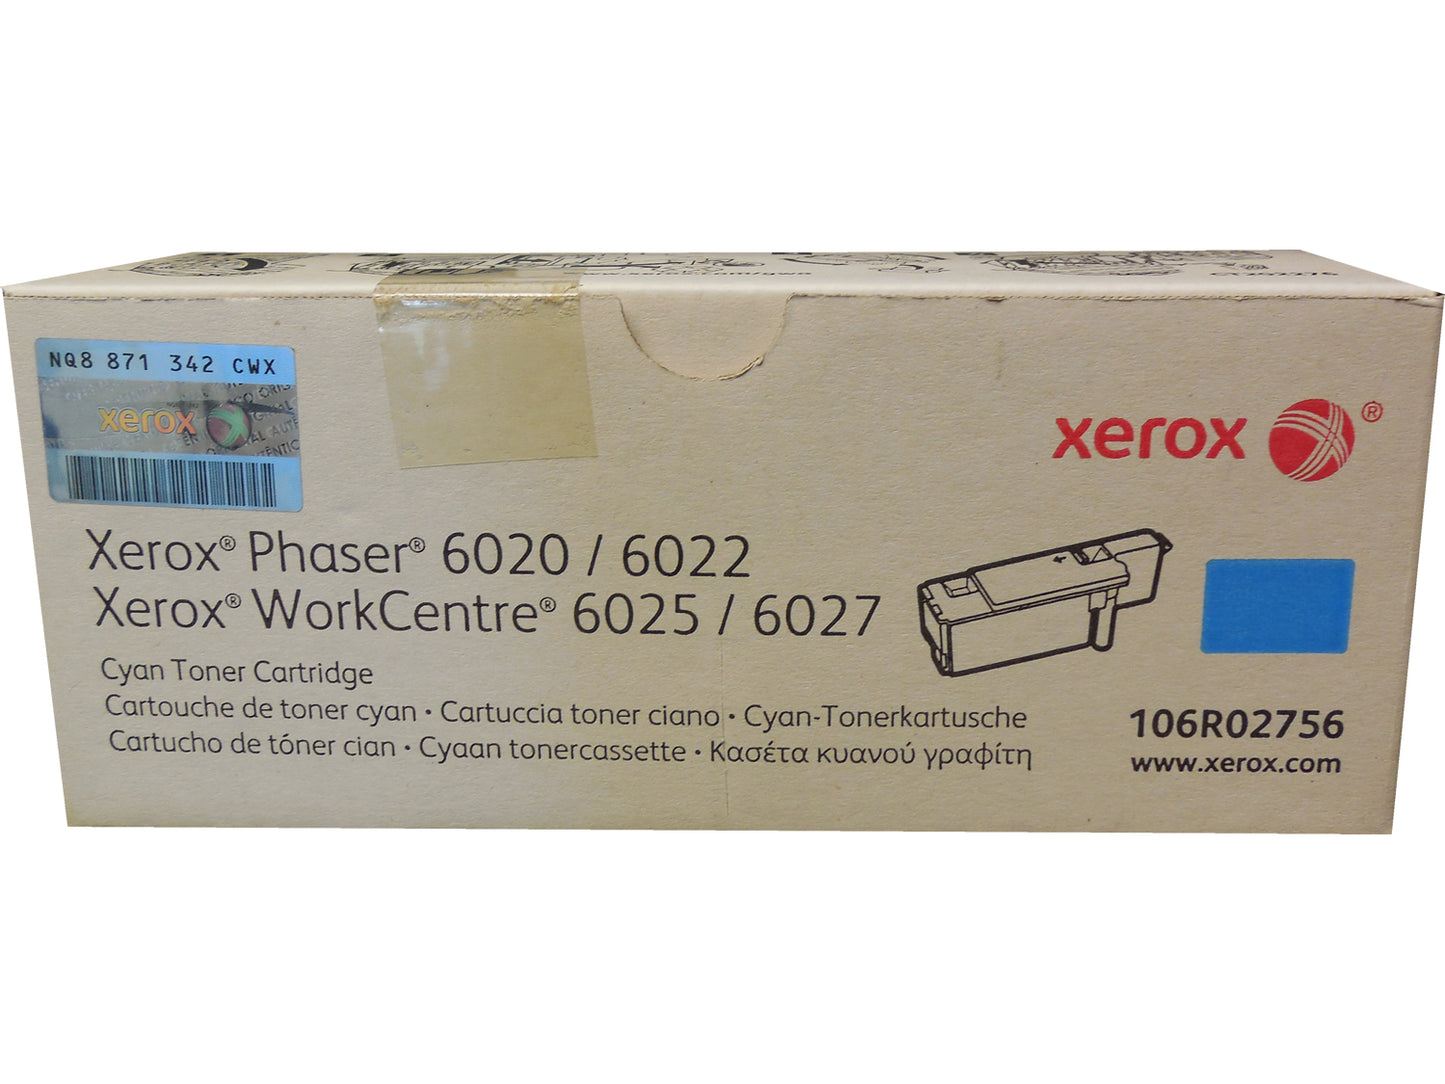 NQ8 871 342 CWX
xerox
xerox ®
Xerox® Phaser® 6020 / 6022
Xerox® WorkCentre® 6025 / 6027
Cyan Toner Cartridge
Cartouche de toner cyan • Cartuccia toner ciano • Cyan-Tonerkartusche
Cartucho de tóner cian • Cyaan tonercassette • Κασέτα κυανού γραφίτη
106R02756
www.xerox.com